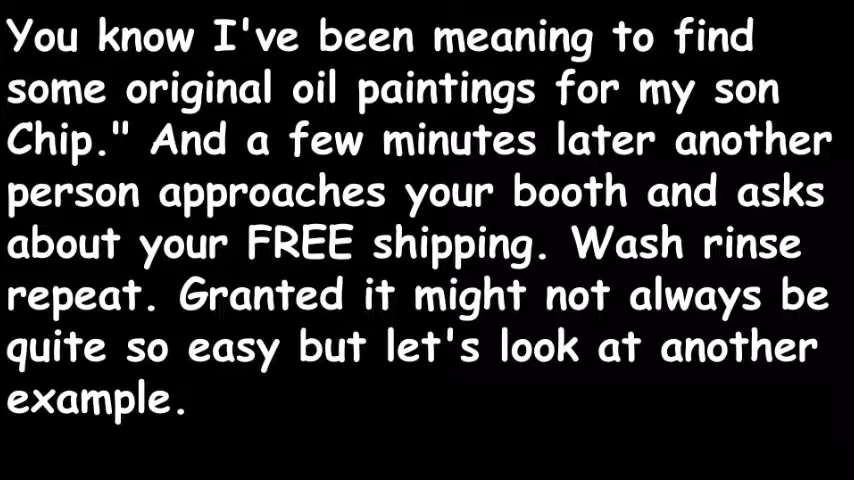 You know I've been meaning to find
some original oil paintings for my son
Chip." And a few minutes later another
person approaches your booth and asks
about your FREE shipping. Wash rinse
repeat. Granted it might not always be
quite so easy but let's look at another
example.